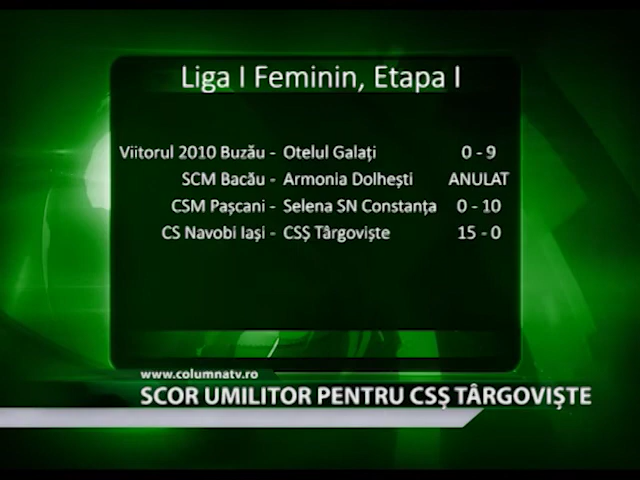 Liga I Feminin, Etapa I
Viitorul 2010 Buzău - Otelul Galați 0 - 9
SCM Bacău - Armonia Dolhești ANULAT
CSM Pașcani - Selena SN Constanța 0 - 10
CS Navobi Iași - CSȘ Târgoviște 15 - 0
www.columnatv.ro
SCOR UMILITOR PENTRU CSȘ TÂRGOVIȘTE